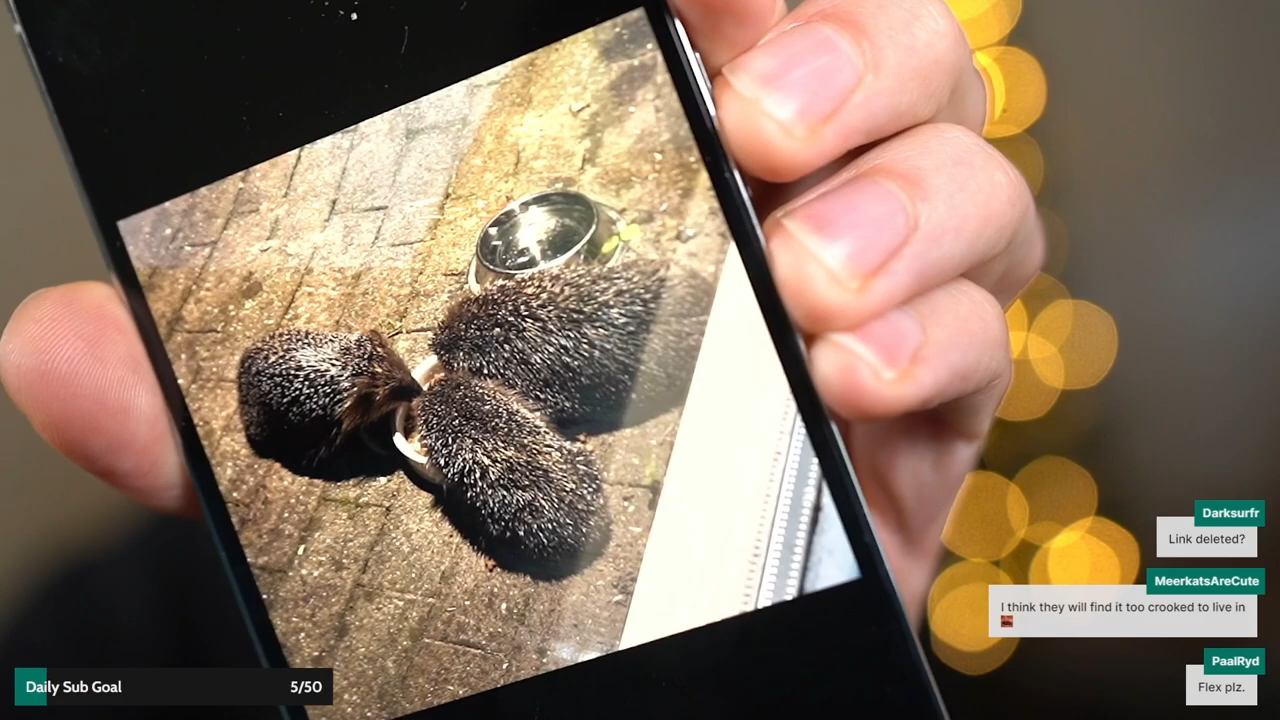 Darksurfr
Link deleted?
MeerkatsAreCute
I think they will find it too crooked to live in
PaalRyd
Flex plz.
Daily Sub Goal 5/50